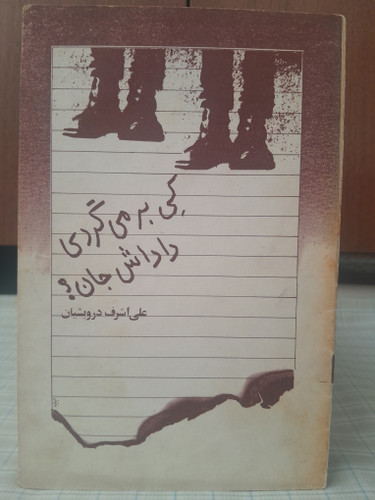 کی بر می گردی
داداش جان؟
علی اشرف درویشیان